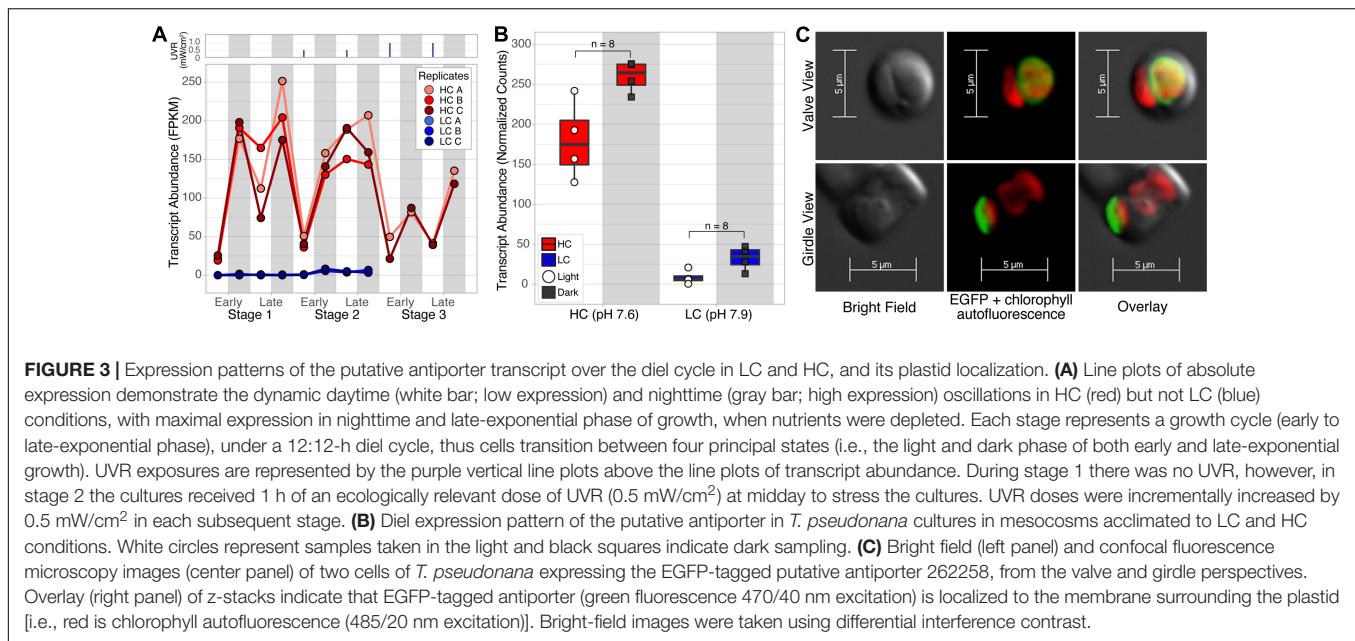 A
UVR
(mW/cm²)
1.0
0.5
0
Transcript Abundance (FPKM)
250
200
150
100
50
0
Replicates
HC A
HC B
HC C
LC A
LC B
LC C
Early Late Early Late
Stage 1 Stage 2 Stage 3
B
Transcript Abundance (Normalized Counts)
300
250
200
150
100
50
0
n = 8
n = 8
HC
LC
Light
Dark
HC (pH 7.6) LC (pH 7.9)
C
Valve View
5 µm 5 µm 5 µm
Girdle View
5 µm 5 µm 5 µm
Bright Field
EGFP + chlorophyll
autofluorescence
Overlay
FIGURE 3 | Expression patterns of the putative antiporter transcript over the diel cycle in LC and HC, and its plastid localization. (A) Line plots of absolute
expression demonstrate the dynamic daytime (white bar; low expression) and nighttime (gray bar; high expression) oscillations in HC (red) but not LC (blue)
conditions, with maximal expression in nighttime and late-exponential phase of growth, when nutrients were depleted. Each stage represents a growth cycle (early to
late-exponential phase), under a 12:12-h diel cycle, thus cells transition between four principal states (i.e., the light and dark phase of both early and late-exponential
growth). UVR exposures are represented by the purple vertical line plots above the line plots of transcript abundance. During stage 1 there was no UVR, however, in
stage 2 the cultures received 1 h of an ecologically relevant dose of UVR (0.5 mW/cm²) at midday to stress the cultures. UVR doses were incrementally increased by
0.5 mW/cm² in each subsequent stage. (B) Diel expression pattern of the putative antiporter in T. pseudonana cultures in mesocosms acclimated to LC and HC
conditions. White circles represent samples taken in the light and black squares indicate dark sampling. (C) Bright field (left panel) and confocal fluorescence
microscopy images (center panel) of two cells of T. pseudonana expressing the EGFP-tagged putative antiporter 262258, from the valve and girdle perspectives.
Overlay (right panel) of z-stacks indicate that EGFP-tagged antiporter (green fluorescence 470/40 nm excitation) is localized to the membrane surrounding the plastid
[i.e., red is chlorophyll autofluorescence (485/20 nm excitation)]. Bright-field images were taken using differential interference contrast.